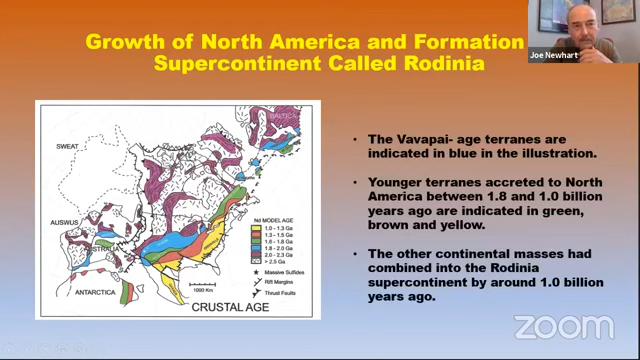 Growth of North America and Formation
Supercontinent Called Rodinia
Joe Newhart
SWEAT
BALTICA
AUSWUS
AUSTRALIA
ANTARCTICA
Nd MODEL AGE
1.0 - 1.3 Ga
1.3 - 1.5 Ga
1.6 - 1.8 Ga
1.8 - 2.0 Ga
2.0 - 2.3 Ga
> 2.5 Ga
Massive Sulfides
Rift Margins
Thrust Faults
1000 Km
CRUSTAL AGE
• The Vavapai- age terranes are
indicated in blue in the illustration.
• Younger terranes accreted to North
America between 1.8 and 1.0 billion
years ago are indicated in green,
brown and yellow.
• The other continental masses had
combined into the Rodinia
supercontinent by around 1.0 billion
years ago.
zoom